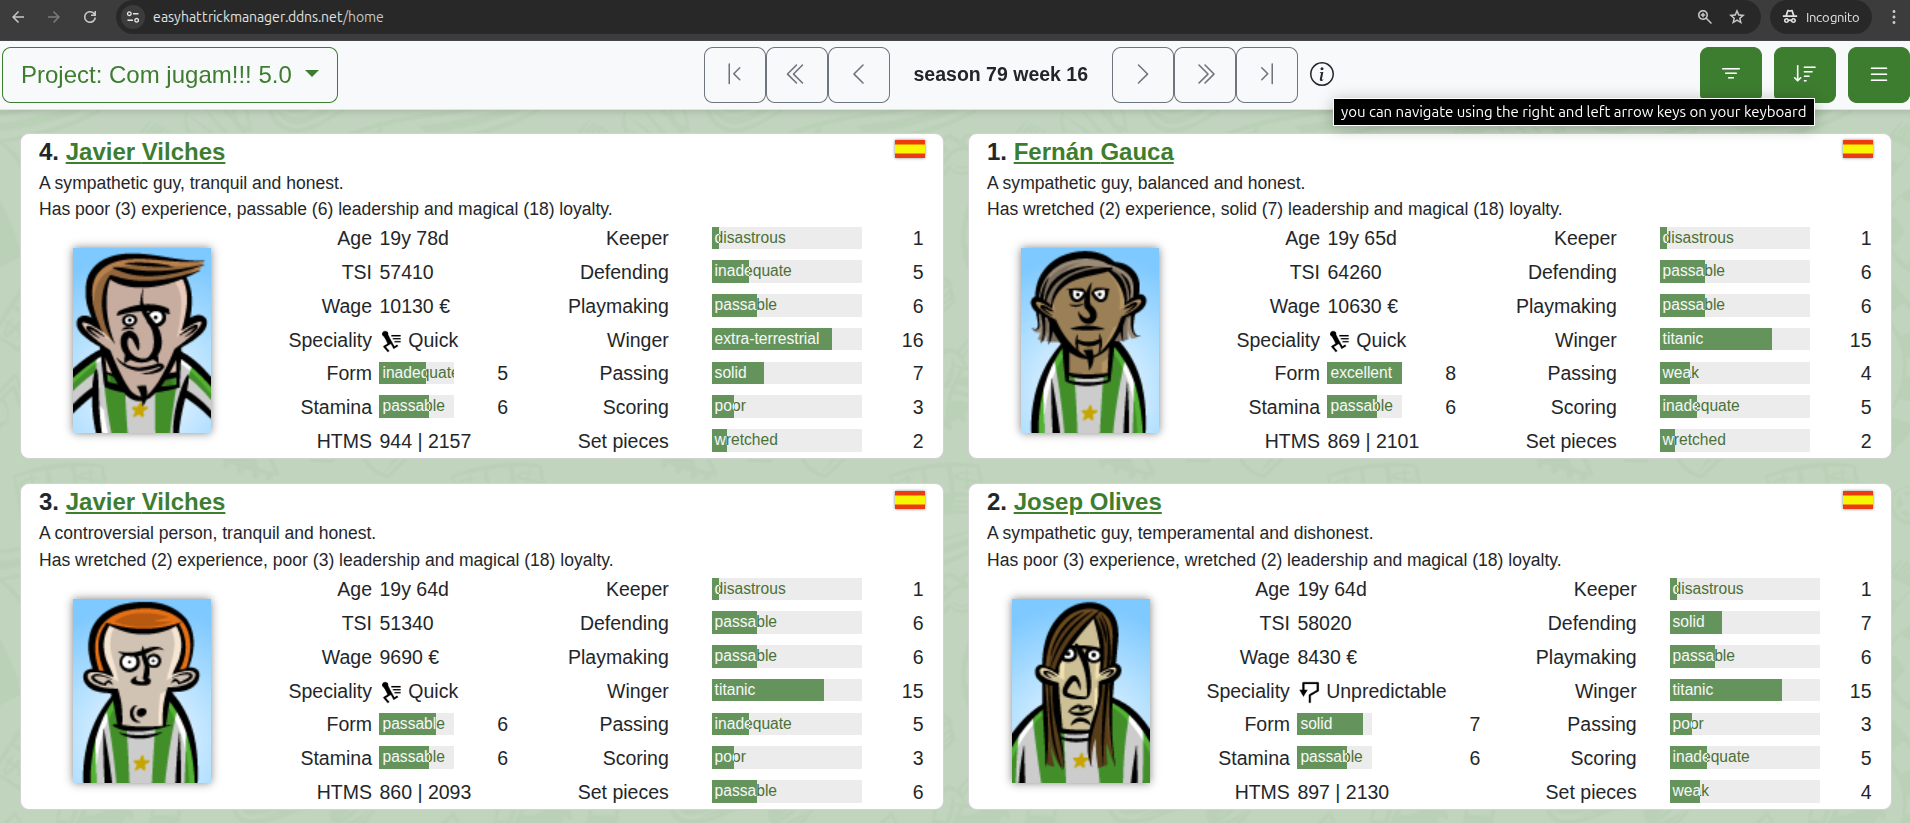 easyhattrickmanager.ddns.net/home
Incognito
Project: Com jugam!!! 5.0
season 79 week 16
you can navigate using the right and left arrow keys on your keyboard
4. Javier Vilches
A sympathetic guy, tranquil and honest.
Has poor (3) experience, passable (6) leadership and magical (18) loyalty.
Age 19y 78d Keeper disastrous 1
TSI 57410 Defending inadequate 5
Wage 10130 € Playmaking passable 6
Speciality Quick Winger extra-terrestrial 16
Form inadequate 5 Passing solid 7
Stamina passable 6 Scoring poor 3
HTMS 944 | 2157 Set pieces wretched 2
1. Fernán Gauca
A sympathetic guy, balanced and honest.
Has wretched (2) experience, solid (7) leadership and magical (18) loyalty.
Age 19y 65d Keeper disastrous 1
TSI 64260 Defending passable 6
Wage 10630 € Playmaking passable 6
Speciality Quick Winger titanic 15
Form excellent 8 Passing weak 4
Stamina passable 6 Scoring inadequate 5
HTMS 869 | 2101 Set pieces wretched 2
3. Javier Vilches
A controversial person, tranquil and honest.
Has wretched (2) experience, poor (3) leadership and magical (18) loyalty.
Age 19y 64d Keeper disastrous 1
TSI 51340 Defending passable 6
Wage 9690 € Playmaking passable 6
Speciality Quick Winger titanic 15
Form passable 6 Passing inadequate 5
Stamina passable 6 Scoring poor 3
HTMS 860 | 2093 Set pieces passable 6
2. Josep Olives
A sympathetic guy, temperamental and dishonest.
Has poor (3) experience, wretched (2) leadership and magical (18) loyalty.
Age 19y 64d Keeper disastrous 1
TSI 58020 Defending solid 7
Wage 8430 € Playmaking passable 6
Speciality Unpredictable Winger titanic 15
Form solid 7 Passing poor 3
Stamina passable 6 Scoring inadequate 5
HTMS 897 | 2130 Set pieces weak 4